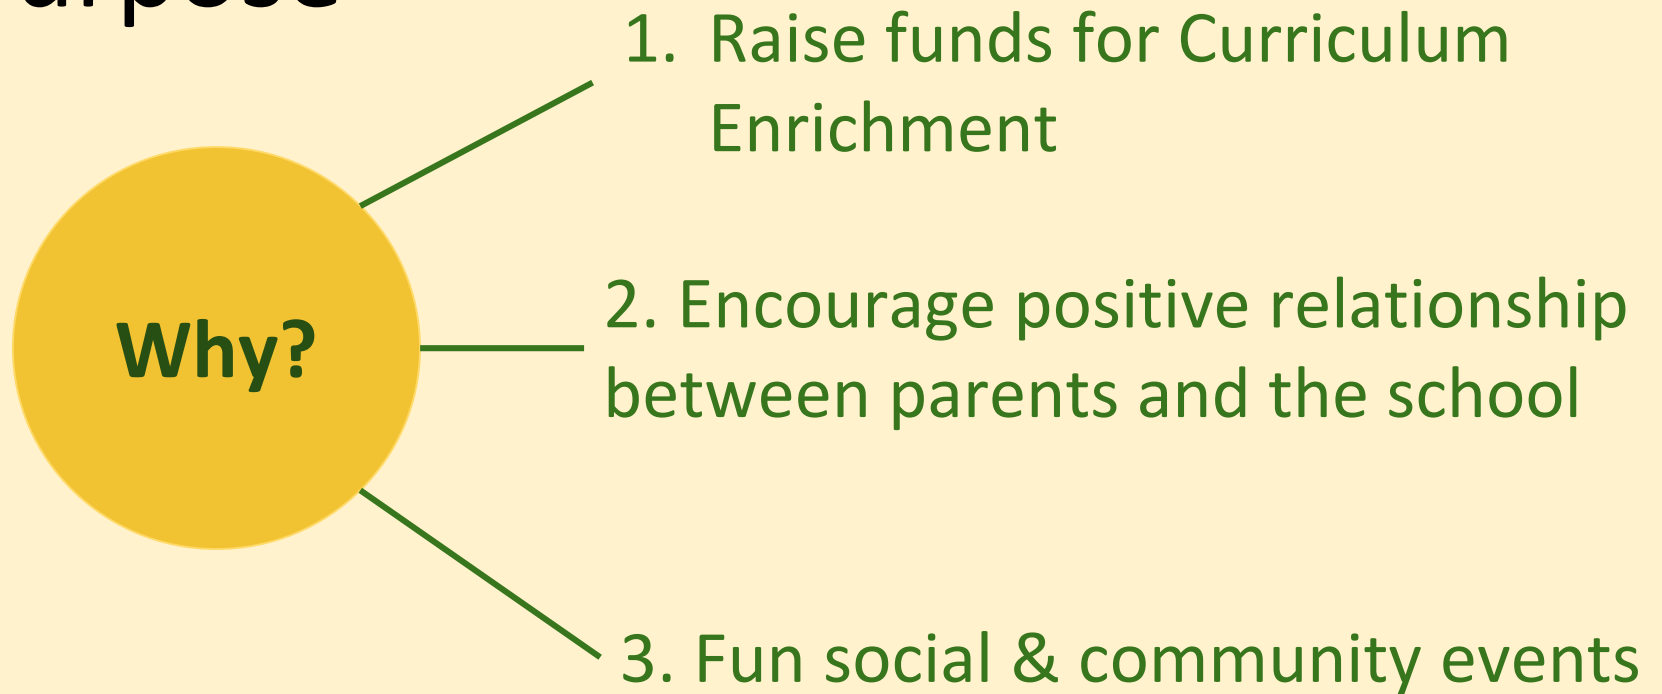 urpose
1. Raise funds for Curriculum
Enrichment
Why?
2. Encourage positive relationship
between parents and the school
3. Fun social & community events